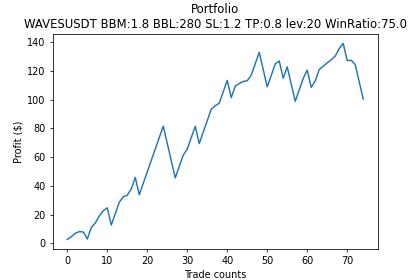 Portfolio
WAVESUSDT BBM:1.8 BBL:280 SL:1.2 TP:0.8 lev:20 WinRatio:75.0
140
120
100
80
60
40
20
0
Profit ($)
0 10 20 30 40 50 60 70
Trade counts